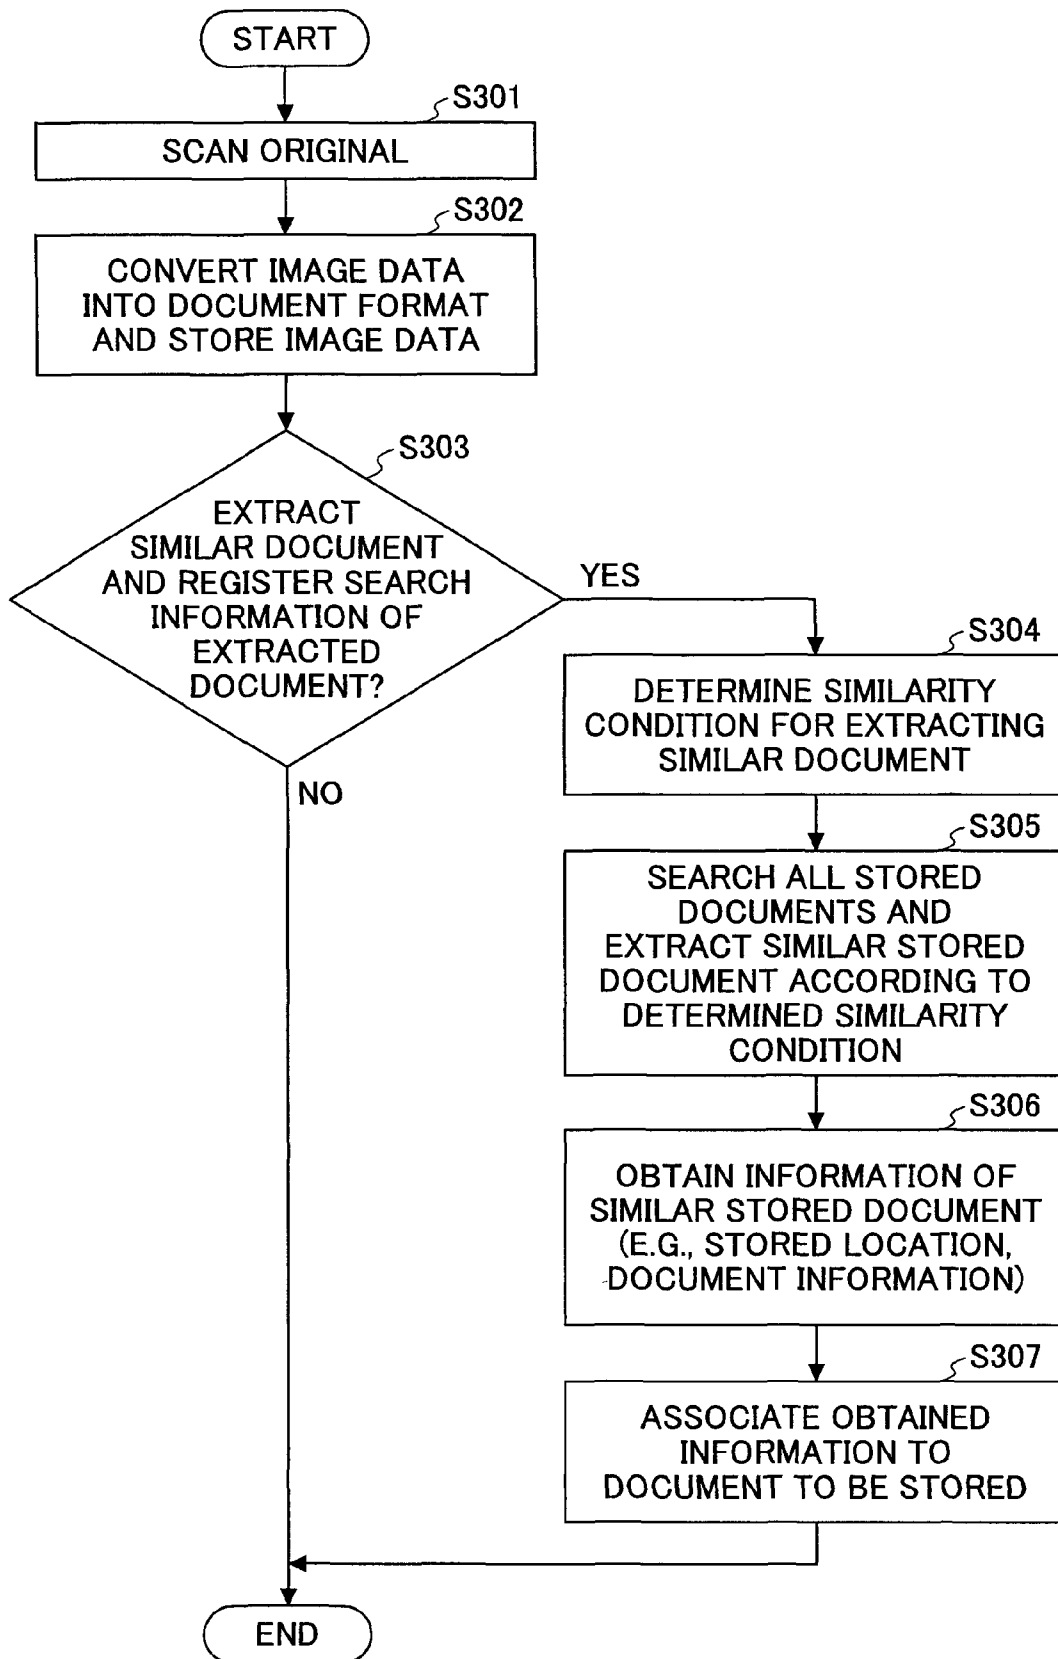 START
S301
SCAN ORIGINAL
S302
CONVERT IMAGE DATA
INTO DOCUMENT FORMAT
AND STORE IMAGE DATA
S303
EXTRACT
SIMILAR DOCUMENT
AND REGISTER SEARCH
INFORMATION OF
EXTRACTED
DOCUMENT?
YES
NO
S304
DETERMINE SIMILARITY
CONDITION FOR EXTRACTING
SIMILAR DOCUMENT
S305
SEARCH ALL STORED
DOCUMENTS AND
EXTRACT SIMILAR STORED
DOCUMENT ACCORDING TO
DETERMINED SIMILARITY
CONDITION
S306
OBTAIN INFORMATION OF
SIMILAR STORED DOCUMENT
(E.G., STORED LOCATION,
DOCUMENT INFORMATION)
S307
ASSOCIATE OBTAINED
INFORMATION TO
DOCUMENT TO BE STORED
END